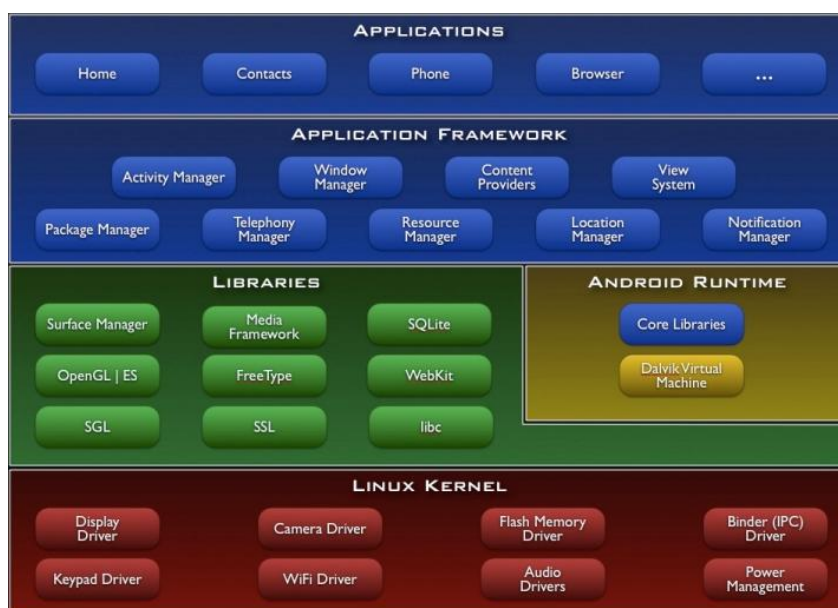 APPLICATIONS
Home Contacts Phone Browser ...
APPLICATION FRAMEWORK
Activity Manager
Window
Manager
Content
Providers
View
System
Package Manager
Telephony
Manager
Resource
Manager
Location
Manager
Notification
Manager
LIBRARIES
Surface Manager
Media
Framework
SQLite
OpenGL | ES
FreeType
WebKit
SGL
SSL
libc
ANDROID RUNTIME
Core Libraries
Dalvik Virtual
Machine
LINUX KERNEL
Display
Driver
Camera Driver
Flash Memory
Driver
Binder (IPC)
Driver
Keypad Driver
WiFi Driver
Audio
Drivers
Power
Management